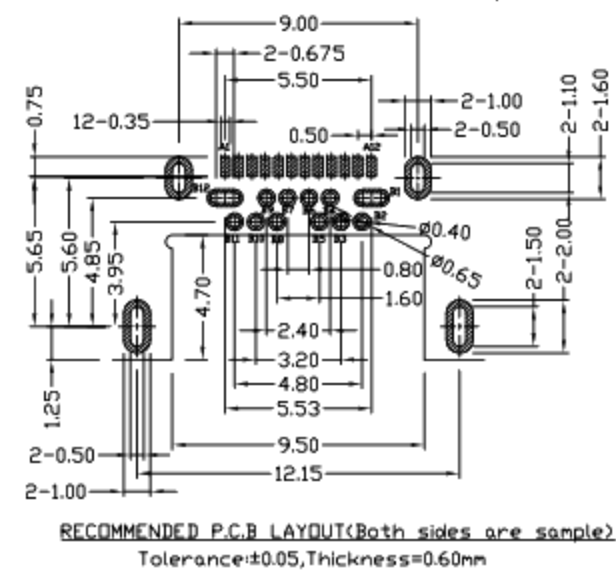 9.00
2-0.675
5.50
12-0.35
0.50
2-1.00
2-0.50
2-1.10
2-1.60
0.75
A1
A12
B12
B1
B2
B11
Ø0.40
Ø0.65
5.65
5.60
4.85
3.95
4.70
0.80
1.60
2.40
3.20
4.80
5.53
2-1.50
2-2.00
1.25
9.50
2-0.50
12.15
2-1.00
RECOMMENDED P.C.B LAYOUT(Both sides are sample)
Tolerance:±0.05,Thickness=0.60mm